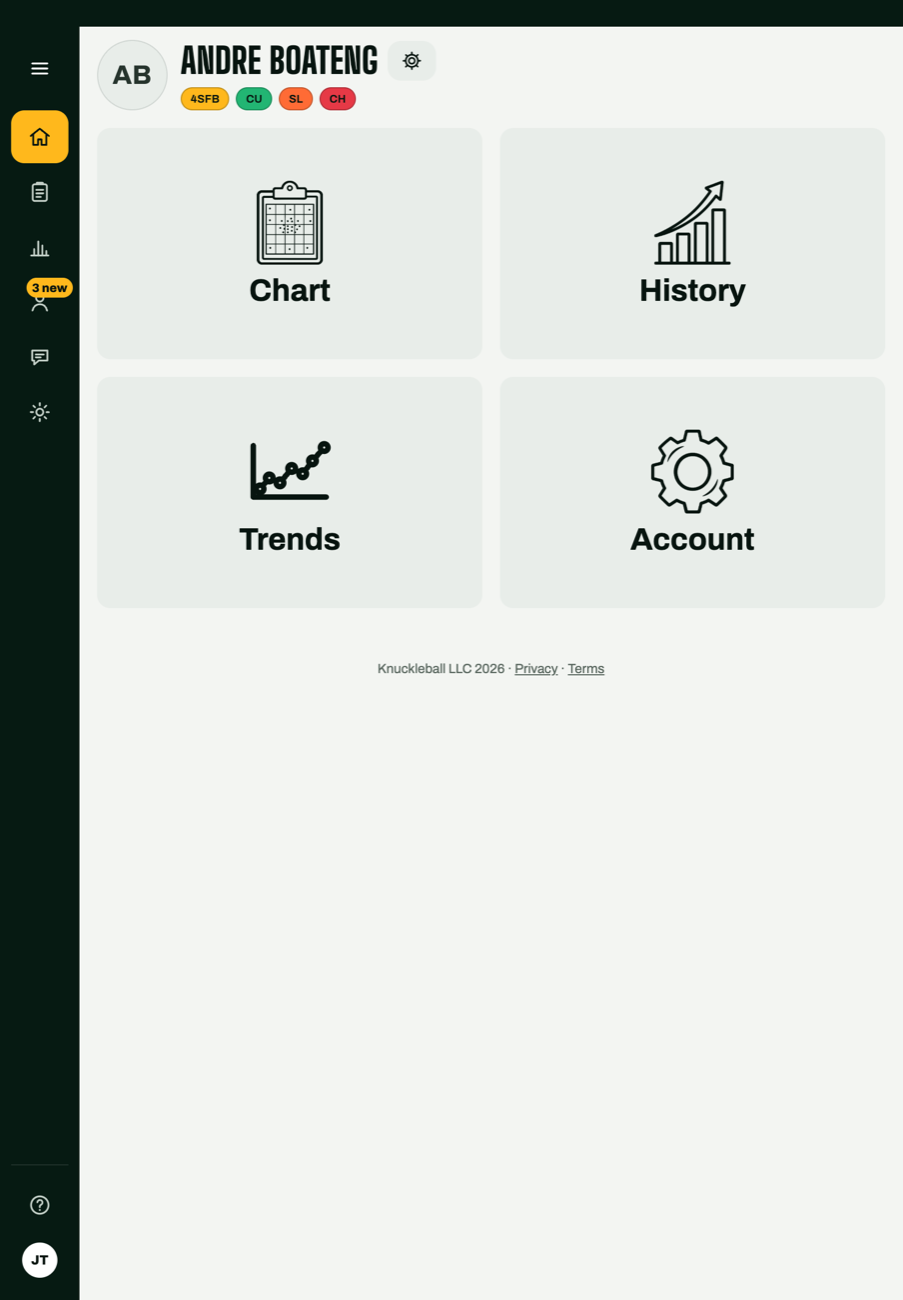 AB
ANDRE BOATENG
4SFB CU SL CH
3 new
Chart
History
Trends
Account
Knuckleball LLC 2026 · Privacy · Terms
JT